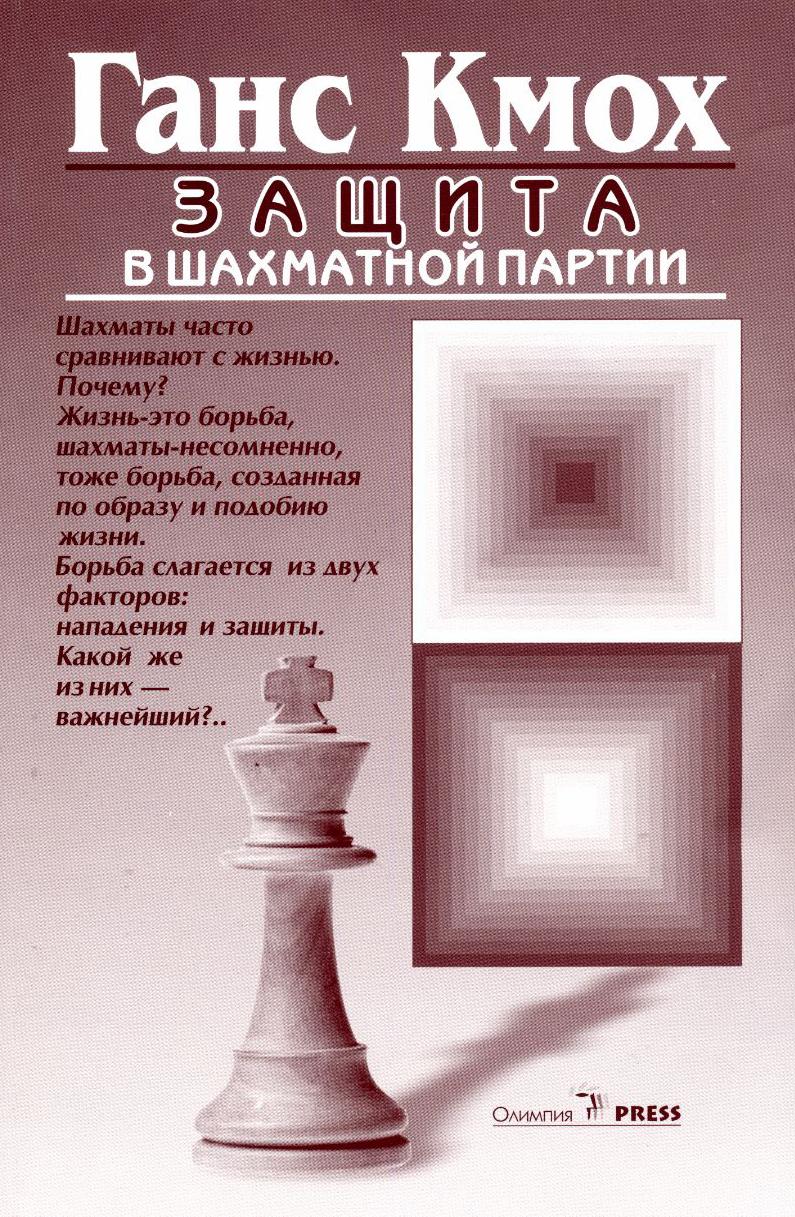 Ганс Кмох
ЗАЩИТА
В ШАХМАТНОЙ ПАРТИИ
Шахматы часто
сравнивают с жизнью.
Почему?
Жизнь-это борьба,
шахматы-несомненно,
тоже борьба, созданная
по образу и подобию
жизни.
Борьба слагается из двух
факторов:
нападения и защиты.
Какой же
из них —
важнейший?..
Олимпия PRESS